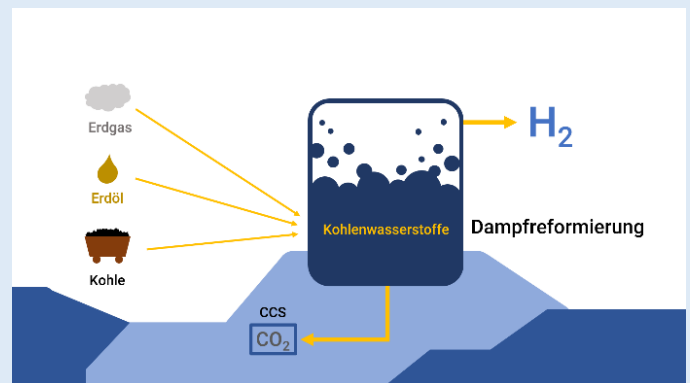 Erdgas
Erdöl
Kohle
Kohlenwasserstoffe
Dampfreformierung
H₂
CCS
CO₂